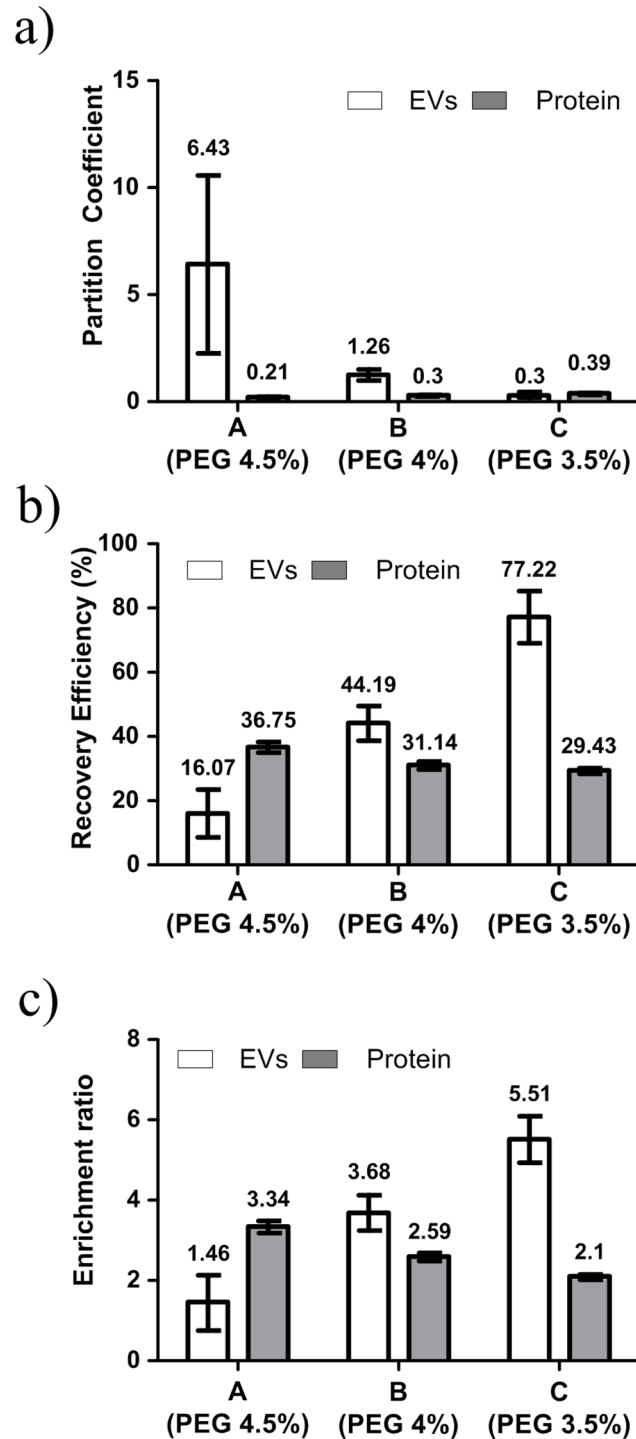 a)
Partition Coefficient
15
10
5
0
EVs Protein
6.43
0.21
1.26
0.3
0.3
0.39
A B C
(PEG 4.5%) (PEG 4%) (PEG 3.5%)
b)
Recovery Efficiency (%)
100
80
60
40
20
0
EVs Protein
16.07
36.75
44.19
31.14
77.22
29.43
A B C
(PEG 4.5%) (PEG 4%) (PEG 3.5%)
c)
Enrichment ratio
8
6
4
2
0
EVs Protein
1.46
3.34
3.68
2.59
5.51
2.1
A B C
(PEG 4.5%) (PEG 4%) (PEG 3.5%)